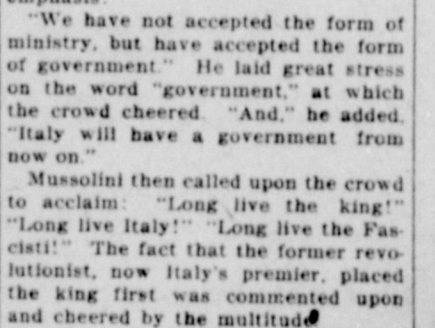 "We have not accepted the form of
ministry, but have accepted the form
of government." He laid great stress
on the word "government," at which
the crowd cheered. "And," he added,
"Italy will have a government from
now on."
Mussolini then called upon the crowd
to acclaim: "Long live the king!"
"Long live Italy!" "Long live the Fas-
cisti!" The fact that the former revo-
lutionist, now Italy's premier, placed
the king first was commented upon
and cheered by the multitude